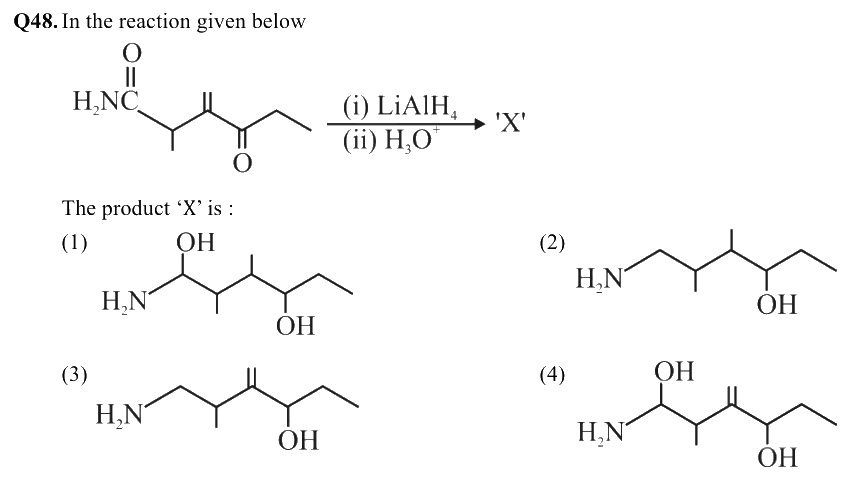 Q48. In the reaction given below
O
H₂NC
O
(i) LiAlH₄
(ii) H₃O⁺
'X'
The product ‘X’ is :
(1)
OH
H₂N
OH
(2)
H₂N
OH
(3)
H₂N
OH
(4)
OH
H₂N
OH